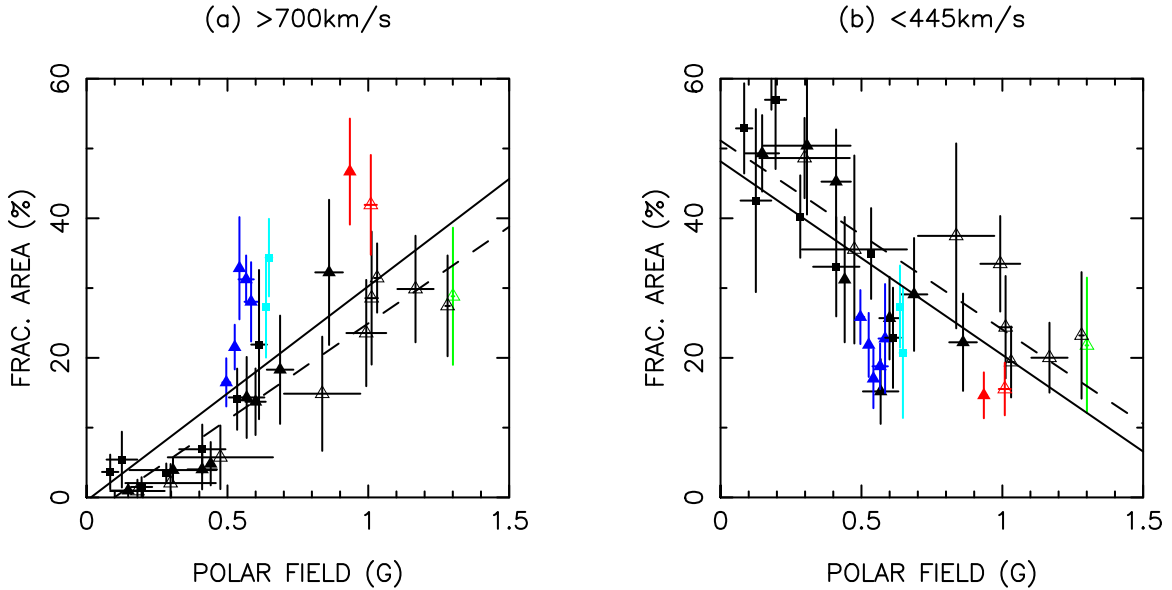 (a) >700km/s
FRAC. AREA (%)
60
40
20
0
0 0.5 1 1.5
POLAR FIELD (G)
(b) <445km/s
FRAC. AREA (%)
60
40
20
0
0 0.5 1 1.5
POLAR FIELD (G)